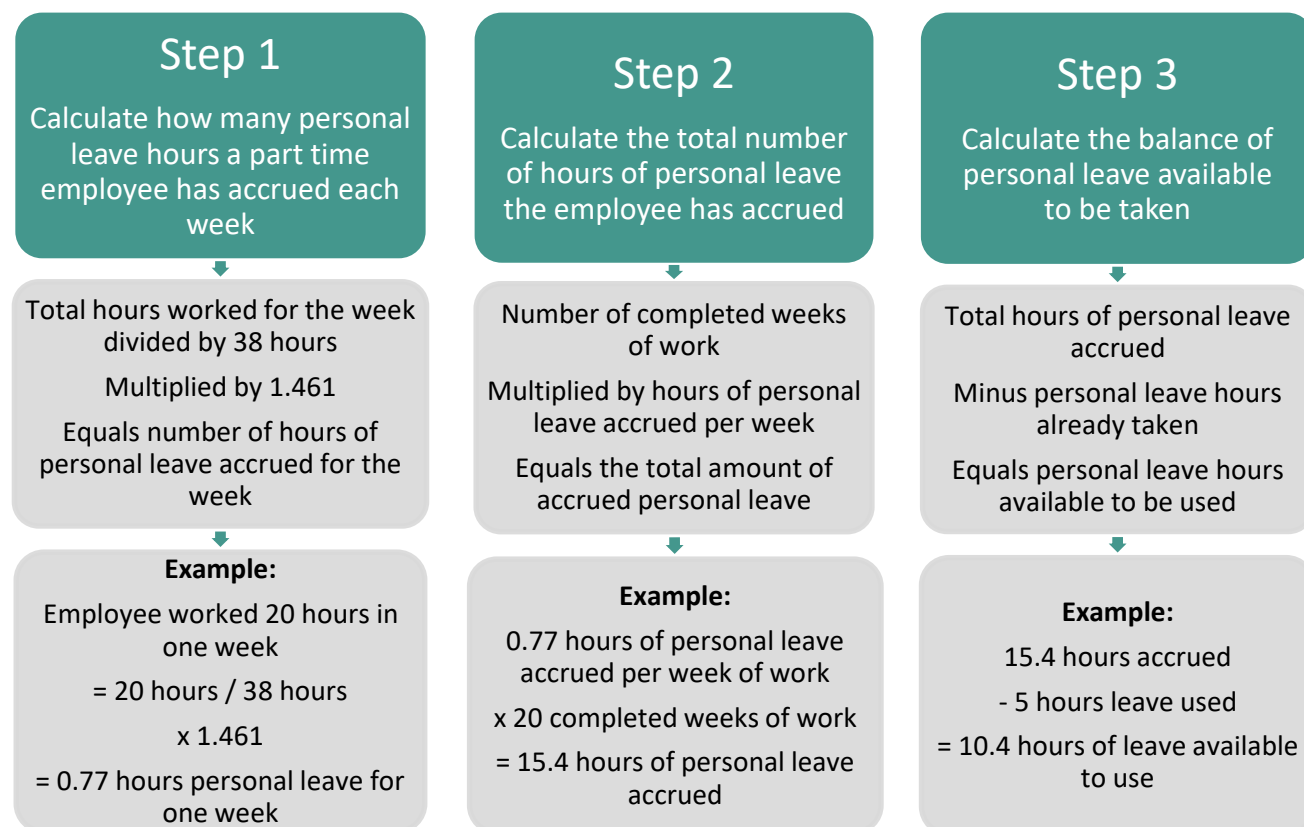 Step 1
Calculate how many personal
leave hours a part time
employee has accrued each
week
Total hours worked for the week
divided by 38 hours
Multiplied by 1.461
Equals number of hours of
personal leave accrued for the
week
Example:
Employee worked 20 hours in
one week
= 20 hours / 38 hours
x 1.461
= 0.77 hours personal leave for
one week
Step 2
Calculate the total number
of hours of personal leave
the employee has accrued
Number of completed weeks
of work
Multiplied by hours of personal
leave accrued per week
Equals the total amount of
accrued personal leave
Example:
0.77 hours of personal leave
accrued per week of work
x 20 completed weeks of work
= 15.4 hours of personal leave
accrued
Step 3
Calculate the balance of
personal leave available
to be taken
Total hours of personal leave
accrued
Minus personal leave hours
already taken
Equals personal leave hours
available to be used
Example:
15.4 hours accrued
- 5 hours leave used
= 10.4 hours of leave available
to use